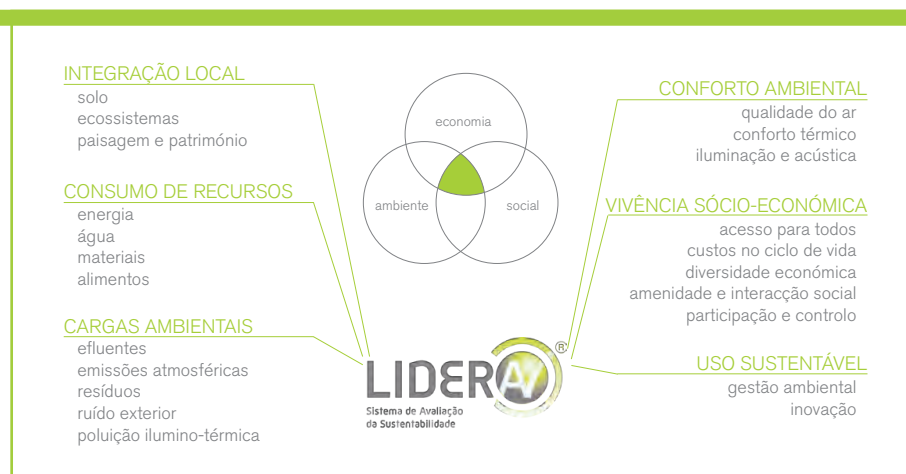 INTEGRAÇÃO LOCAL
solo
ecossistemas
paisagem e património
CONSUMO DE RECURSOS
energia
água
materiais
alimentos
CARGAS AMBIENTAIS
efluentes
emissões atmosféricas
resíduos
ruído exterior
poluição ilumino-térmica
economia
ambiente
social
LIDERA
®
Sistema de Avaliação
da Sustentabilidade
CONFORTO AMBIENTAL
qualidade do ar
conforto térmico
iluminação e acústica
VIVÊNCIA SÓCIO-ECONÓMICA
acesso para todos
custos no ciclo de vida
diversidade económica
amenidade e interacção social
participação e controlo
USO SUSTENTÁVEL
gestão ambiental
inovação